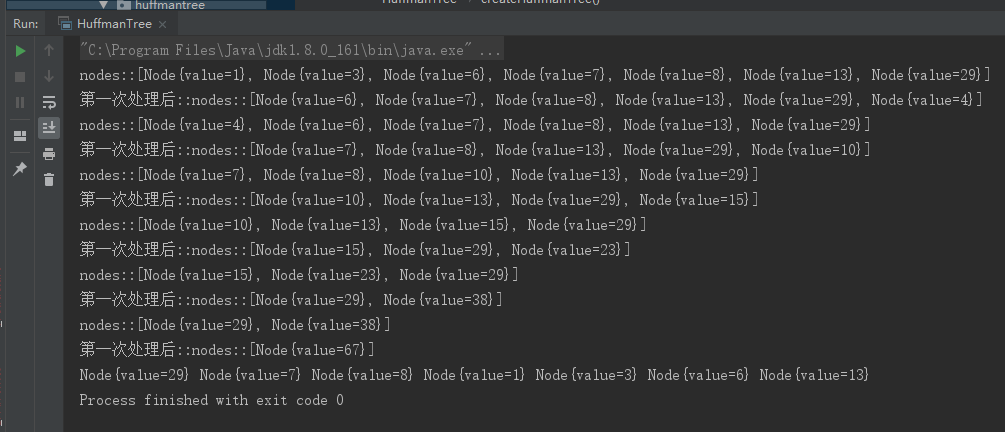 huffmantree
HuffmanTree createHuffmanTree()
Run: HuffmanTree ×
"C:\Program Files\Java\jdk1.8.0_161\bin\java.exe" ...
nodes::[Node{value=1}, Node{value=3}, Node{value=6}, Node{value=7}, Node{value=8}, Node{value=13}, Node{value=29}]
第一次处理后::nodes::[Node{value=6}, Node{value=7}, Node{value=8}, Node{value=13}, Node{value=29}, Node{value=4}]
nodes::[Node{value=4}, Node{value=6}, Node{value=7}, Node{value=8}, Node{value=13}, Node{value=29}]
第一次处理后::nodes::[Node{value=7}, Node{value=8}, Node{value=13}, Node{value=29}, Node{value=10}]
nodes::[Node{value=7}, Node{value=8}, Node{value=10}, Node{value=13}, Node{value=29}]
第一次处理后::nodes::[Node{value=10}, Node{value=13}, Node{value=29}, Node{value=15}]
nodes::[Node{value=10}, Node{value=13}, Node{value=15}, Node{value=29}]
第一次处理后::nodes::[Node{value=15}, Node{value=29}, Node{value=23}]
nodes::[Node{value=15}, Node{value=23}, Node{value=29}]
第一次处理后::nodes::[Node{value=29}, Node{value=38}]
nodes::[Node{value=29}, Node{value=38}]
第一次处理后::nodes::[Node{value=67}]
Node{value=29} Node{value=7} Node{value=8} Node{value=1} Node{value=3} Node{value=6} Node{value=13}
Process finished with exit code 0